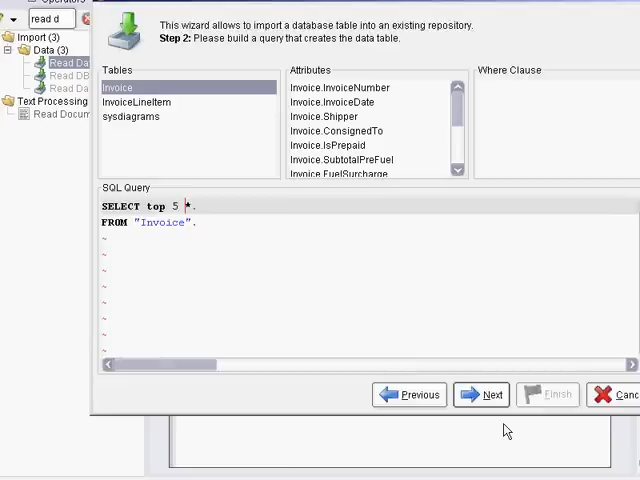 Operators
read d
Import (3)
Data (3)
Read Da
Read DB
Read Da
Text Processing
Read Docum
This wizard allows to import a database table into an existing repository.
Step 2: Please build a query that creates the data table.
Tables
Invoice
InvoiceLineItem
sysdiagrams
Attributes
Invoice.InvoiceNumber
Invoice.InvoiceDate
Invoice.Shipper
Invoice.ConsignedTo
Invoice.IsPrepaid
Invoice.SubtotalPreFuel
Invoice.FuelSurcharge
Where Clause
SQL Query
SELECT top 5 *.
FROM "Invoice".
~
~
~
~
~
~
~
~
Previous
Next
Finish
Canc